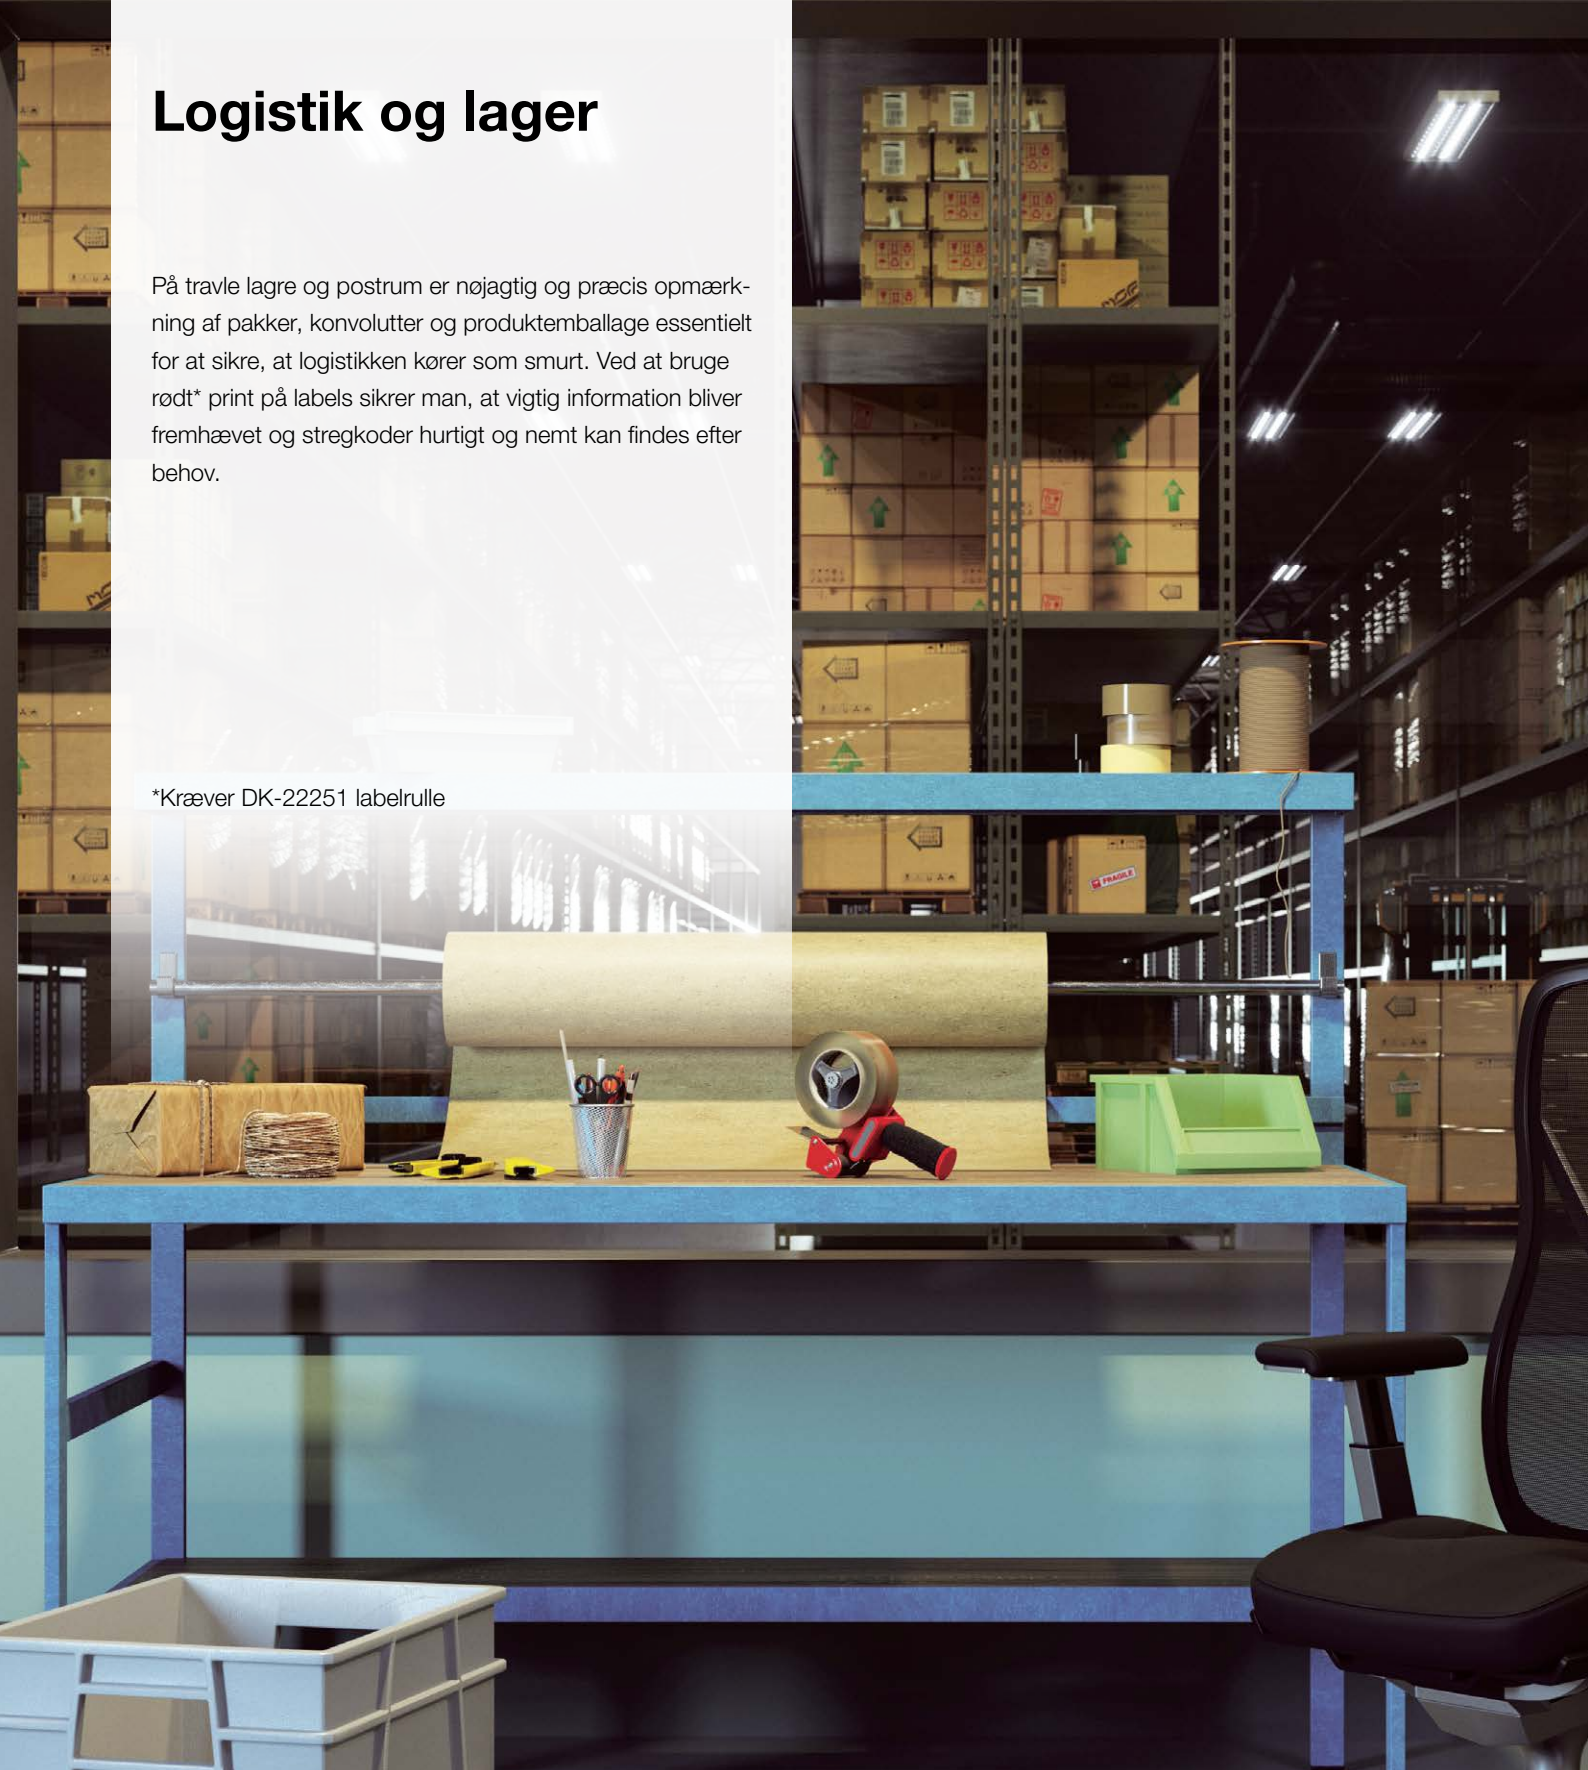 Logistik og lager
På travle lagre og postrum er nøjagtig og præcis opmærk-
ning af pakker, konvolutter og produktemballage essentielt
for at sikre, at logistikken kører som smurt. Ved at bruge
rødt* print på labels sikrer man, at vigtig information bliver
fremhævet og stregkoder hurtigt og nemt kan findes efter
behov.
*Kræver DK-22251 labelrulle
FRAGILE